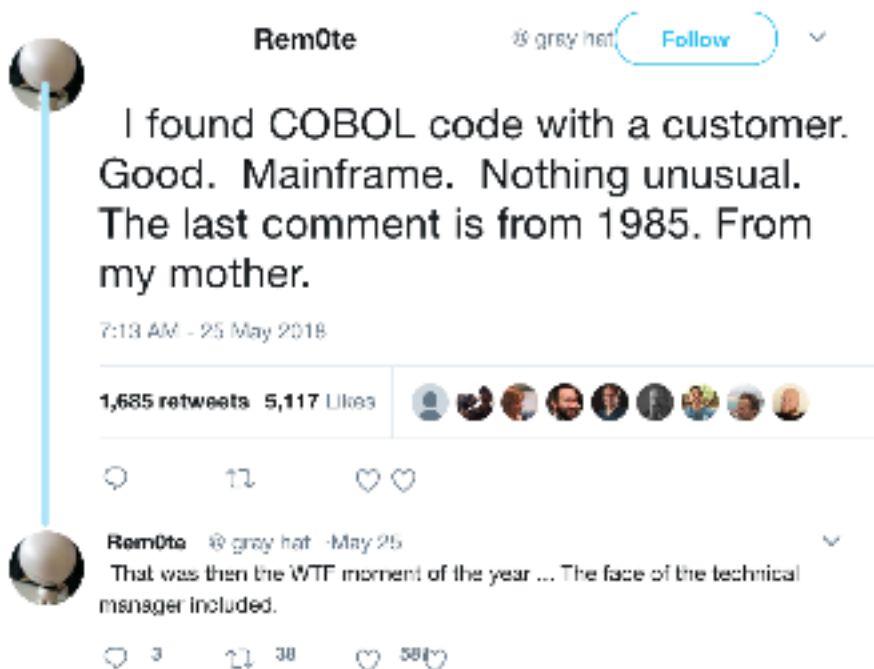 Rem0te @ gray hat Follow
I found COBOL code with a customer.
Good. Mainframe. Nothing unusual.
The last comment is from 1985. From
my mother.
7:13 AM - 25 May 2018
1,685 retweets 5,117 Likes
Rem0te @ gray hat ·May 25
That was then the WTF moment of the year ... The face of the technical
manager included.
3 38